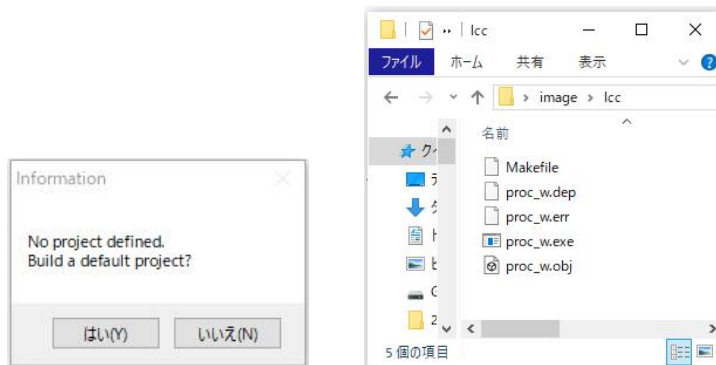 Information
No project defined.
Build a default project?
はい(Y)
いいえ(N)
lcc
ファイル
ホーム
共有
表示
image > lcc
名前
Makefile
proc_w.dep
proc_w.err
proc_w.exe
proc_w.obj
5 個の項目